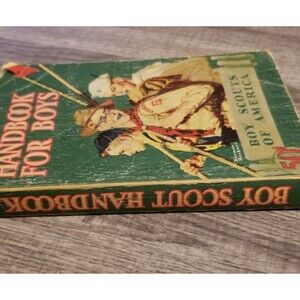 HANDBOOK
FOR BOYS
BOY SCOUTS
OF AMERICA
BOY SCOUT HANDBOOK